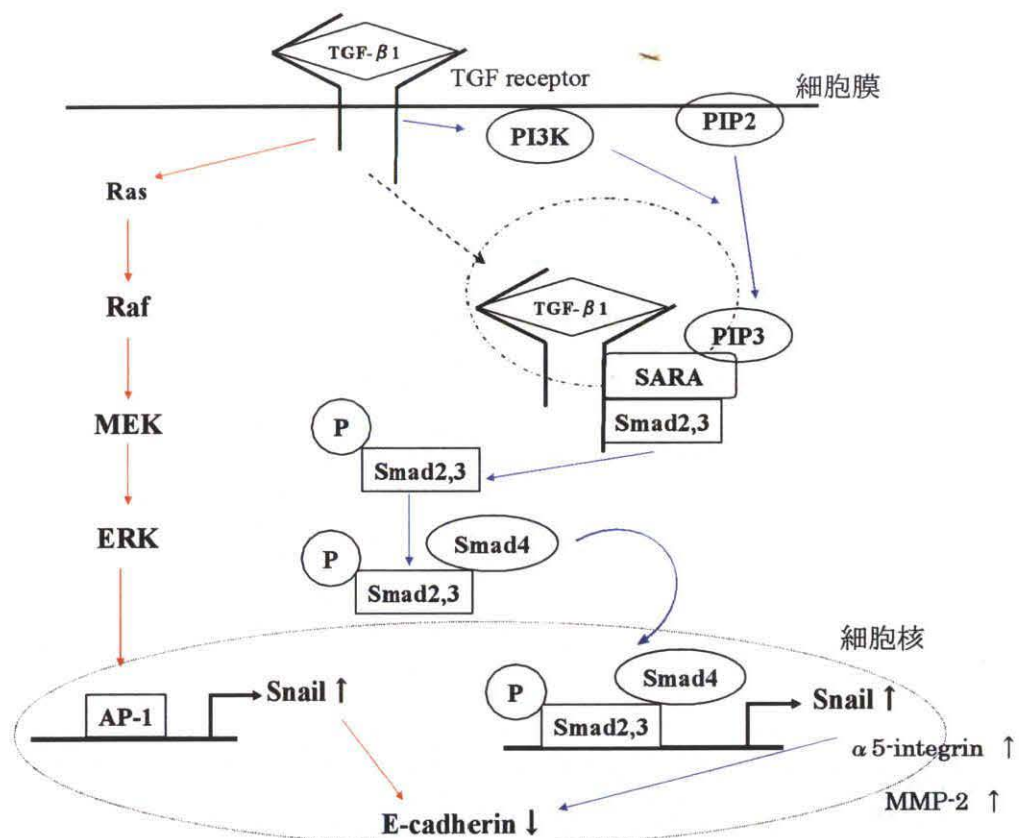 TGF-β1
TGF receptor
細胞膜
PI3K
PIP2
Ras
Raf
TGF-β1
PIP3
SARA
MEK
P
Smad2,3
Smad2,3
ERK
P
Smad4
Smad2,3
細胞核
AP-1
Snail ↑
P
Smad4
Smad2,3
Snail ↑
α5-integrin ↑
MMP-2 ↑
E-cadherin ↓